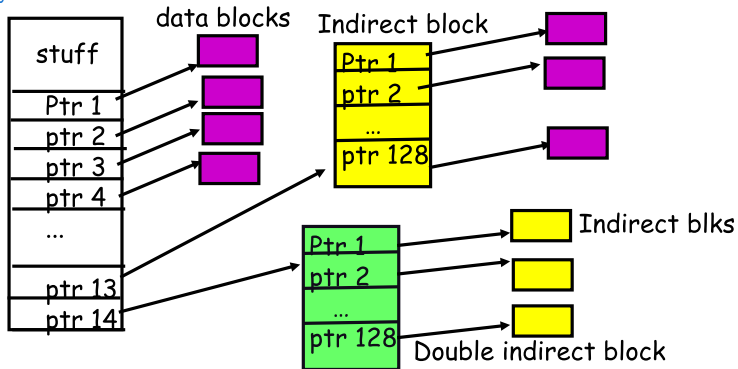 data blocks
stuff
Ptr 1
ptr 2
ptr 3
ptr 4
...
ptr 13
ptr 14
Indirect block
Ptr 1
ptr 2
...
ptr 128
Ptr 1
ptr 2
...
ptr 128
Indirect blks
Double indirect block